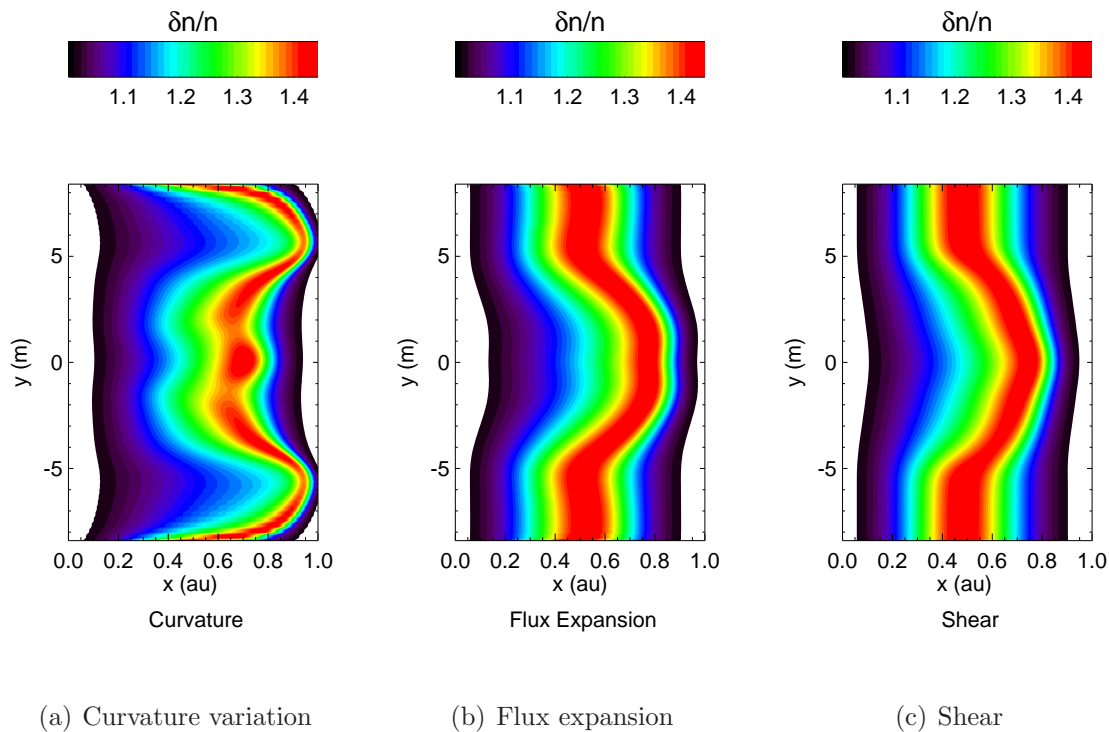 δn/n δn/n δn/n
1.1 1.2 1.3 1.4 1.1 1.2 1.3 1.4 1.1 1.2 1.3 1.4
5 5 5
y (m) 0 y (m) 0 y (m) 0
-5 -5 -5
0.0 0.2 0.4 0.6 0.8 1.0 0.0 0.2 0.4 0.6 0.8 1.0 0.0 0.2 0.4 0.6 0.8 1.0
x (au) x (au) x (au)
Curvature Flux Expansion Shear
(a) Curvature variation (b) Flux expansion (c) Shear